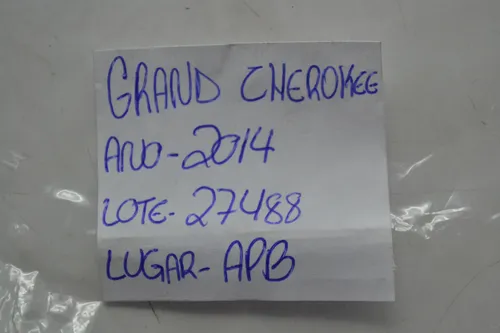 GRAND CHEROKEE
ANO-2014
LOTE-27488
LUGAR-APB